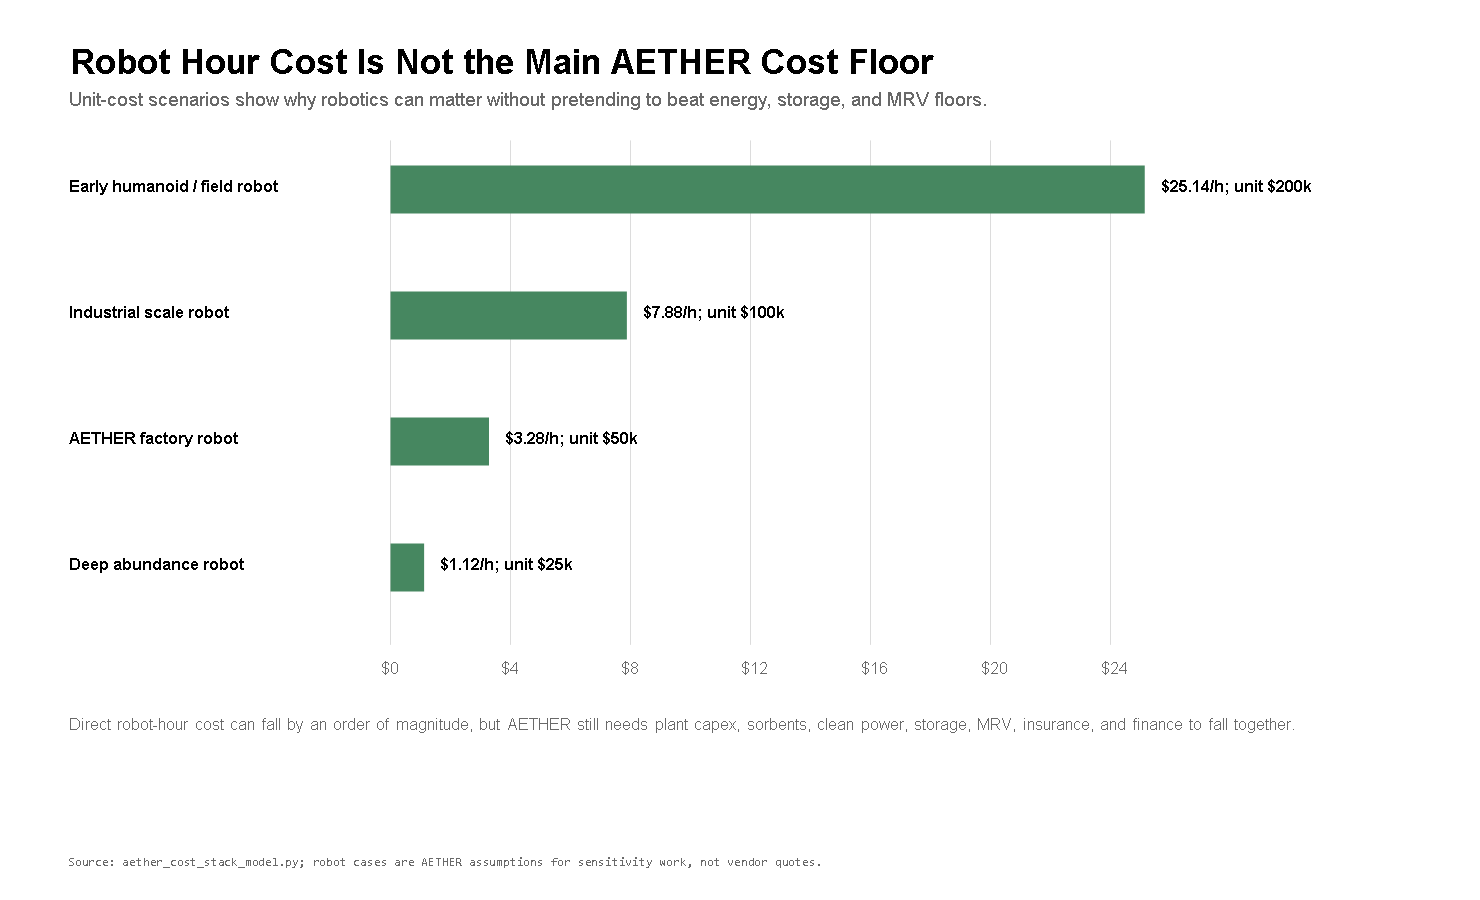 Robot Hour Cost Is Not the Main AETHER Cost Floor
Unit-cost scenarios show why robotics can matter without pretending to beat energy, storage, and MRV floors.
Early humanoid / field robot
$25.14/h; unit $200k
Industrial scale robot
$7.88/h; unit $100k
AETHER factory robot
$3.28/h; unit $50k
Deep abundance robot
$1.12/h; unit $25k
$0 $4 $8 $12 $16 $20 $24
Direct robot-hour cost can fall by an order of magnitude, but AETHER still needs plant capex, sorbents, clean power, storage, MRV, insurance, and finance to fall together.
Source: aether_cost_stack_model.py; robot cases are AETHER assumptions for sensitivity work, not vendor quotes.